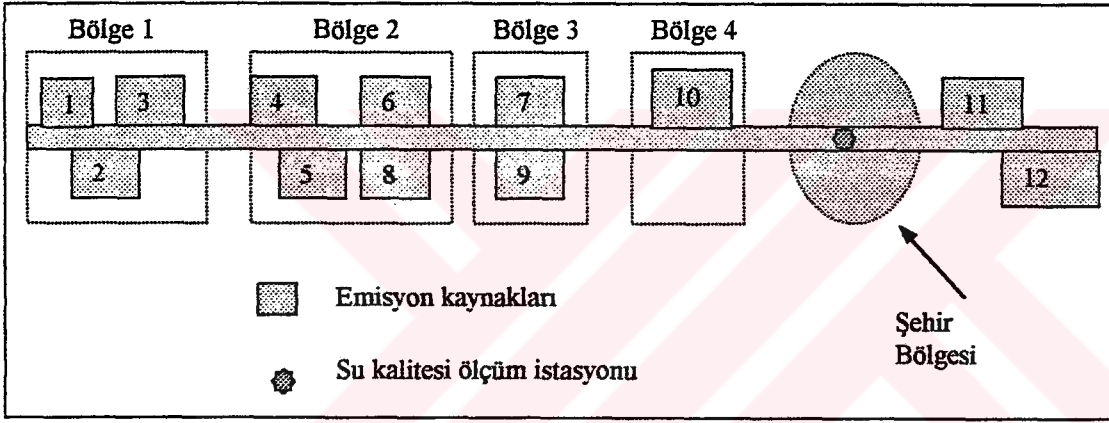 Bölge 1 Bölge 2 Bölge 3 Bölge 4
1 3 4 6 7 10 11
2 5 8 9 12
Emisyon kaynakları
Su kalitesi ölçüm istasyonu
Şehir
Bölgesi